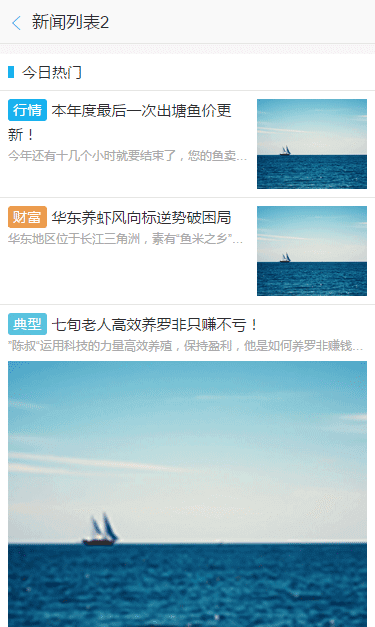 新闻列表2
今日热门
行情 本年度最后一次出塘鱼价更
新！
今年还有十几个小时就要结束了，您的鱼卖…
财富 华东养虾风向标逆势破困局
华东地区位于长江三角洲，素有“鱼米之乡”…
典型 七旬老人高效养罗非只赚不亏！
”陈叔“运用科技的力量高效养殖，保持盈利，他是如何养罗非赚钱…